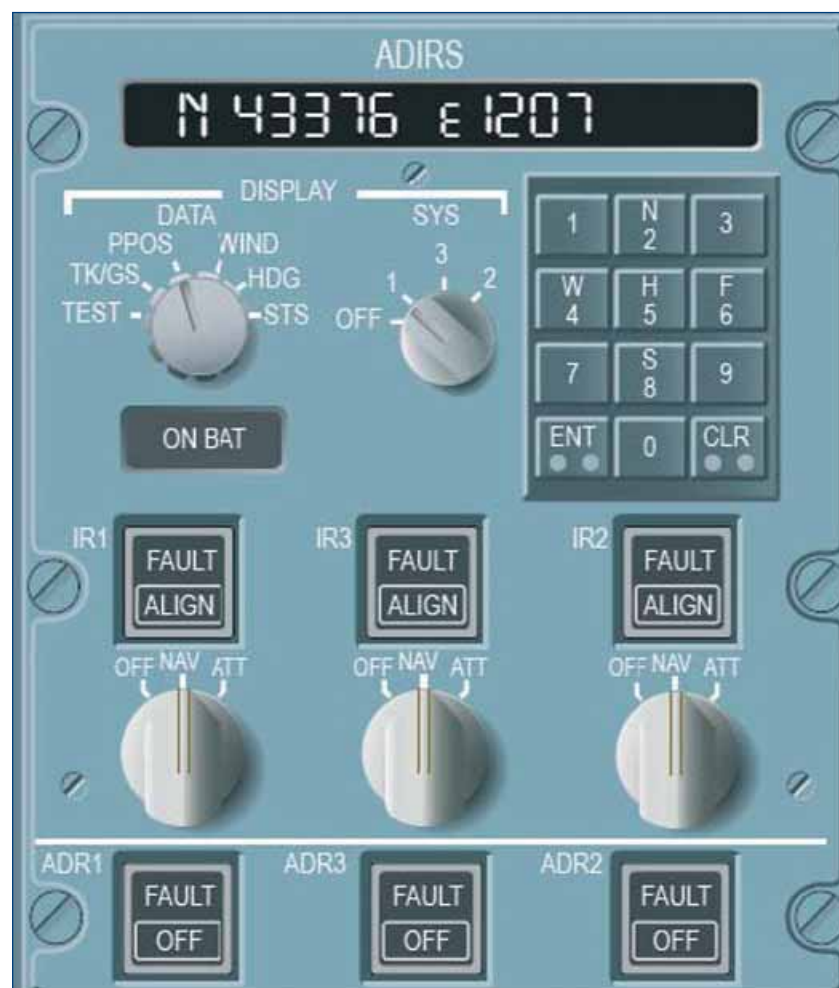 ADIRS
N 43376 E 1207
DISPLAY
DATA SYS
PPOS WIND
TK/GS HDG
TEST STS
3
1 2
OFF
1 N 2 3
W 4 H 5 F 6
7 S 8 9
ENT 0 CLR
ON BAT
IR1 FAULT IR3 FAULT IR2 FAULT
ALIGN ALIGN ALIGN
OFF NAV ATT OFF NAV ATT OFF NAV ATT
ADR1 FAULT ADR3 FAULT ADR2 FAULT
OFF OFF OFF